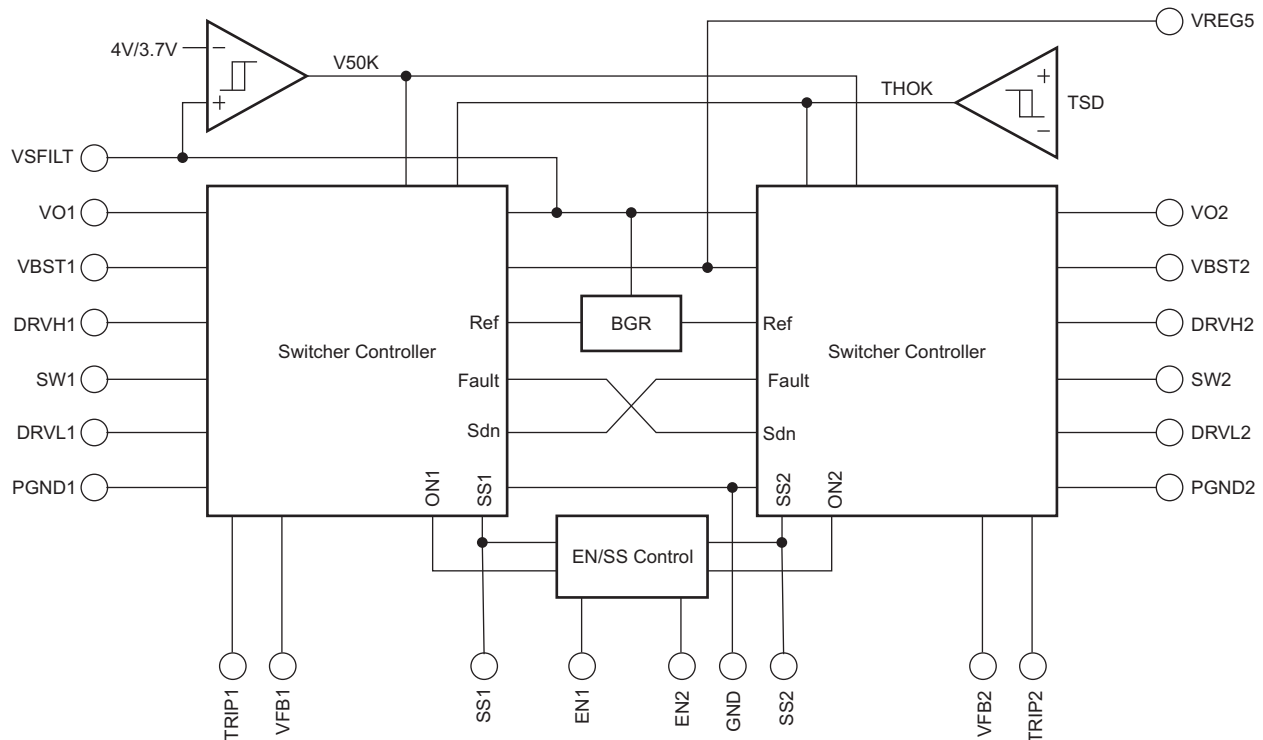 VREG5
4V/3.7V
−
+
V50K
THOK
+
−
TSD
VSFILT
VO1
VBST1
DRVH1
SW1
DRVL1
PGND1
Switcher Controller
Ref
Fault
Sdn
ON1
SS1
BGR
EN/SS Control
Switcher Controller
Ref
Fault
Sdn
SS2
ON2
VO2
VBST2
DRVH2
SW2
DRVL2
PGND2
TRIP1
VFB1
SS1
EN1
EN2
GND
SS2
VFB2
TRIP2